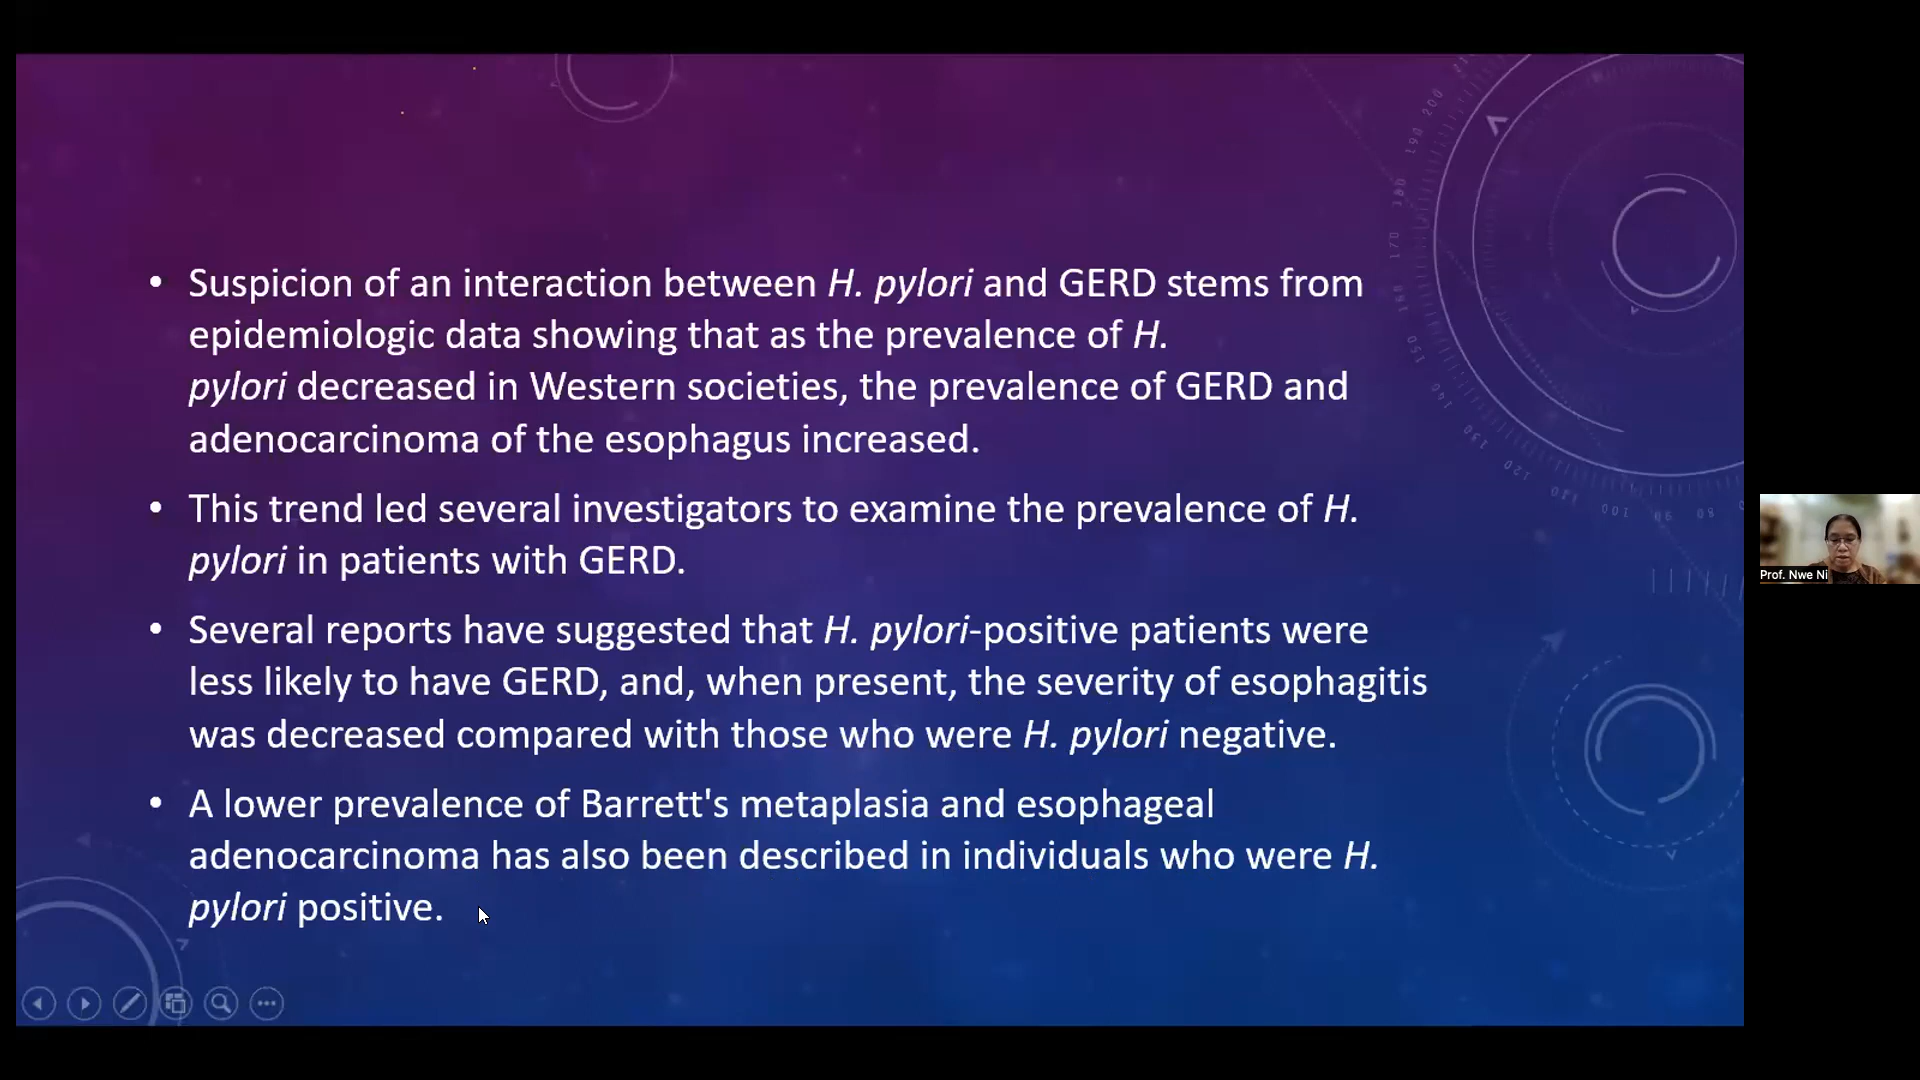 • Suspicion of an interaction between H. pylori and GERD stems from
epidemiologic data showing that as the prevalence of H.
pylori decreased in Western societies, the prevalence of GERD and
adenocarcinoma of the esophagus increased.
• This trend led several investigators to examine the prevalence of H.
pylori in patients with GERD.
• Several reports have suggested that H. pylori-positive patients were
less likely to have GERD, and, when present, the severity of esophagitis
was decreased compared with those who were H. pylori negative.
• A lower prevalence of Barrett's metaplasia and esophageal
adenocarcinoma has also been described in individuals who were H.
pylori positive.
Prof. Nwe Ni